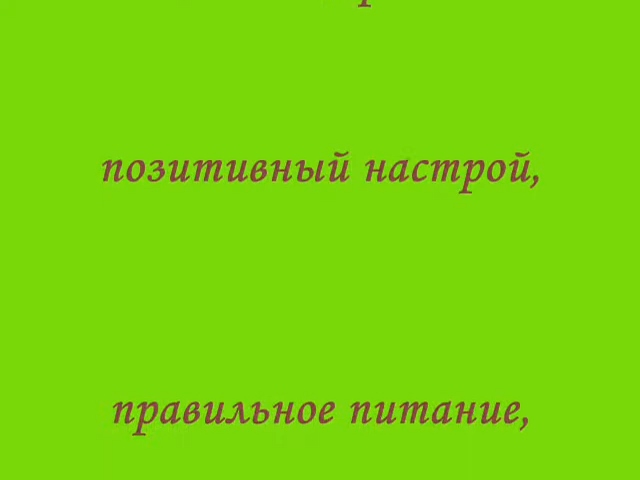 позитивный настрой,
правильное питание,